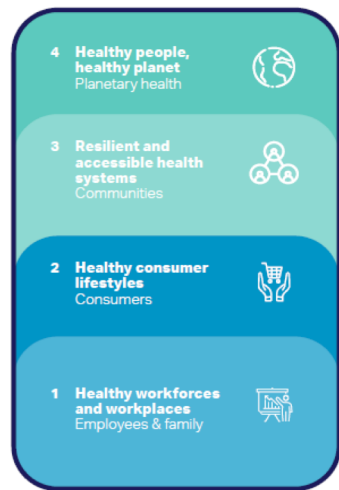 4 Healthy people,
healthy planet
Planetary health
3 Resilient and
accessible health
systems
Communities
2 Healthy consumer
lifestyles
Consumers
1 Healthy workforces
and workplaces
Employees & family